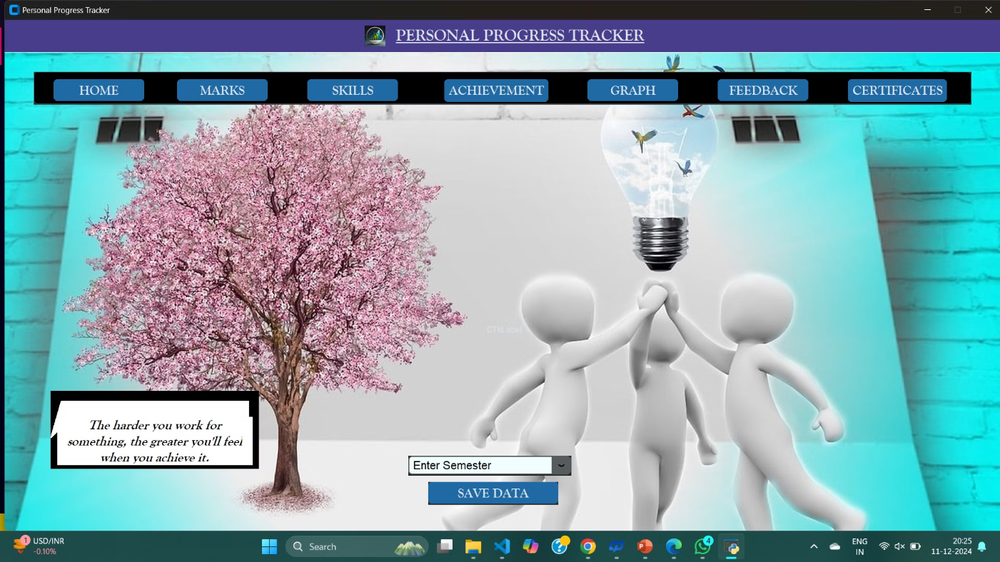 Personal Progress Tracker
PERSONAL PROGRESS TRACKER
HOME MARKS SKILLS ACHIEVEMENT GRAPH FEEDBACK CERTIFICATES
CTkLabel
The harder you work for
something, the greater you'll feel
when you achieve it.
Enter Semester
SAVE DATA
1 USD/INR
-0.10%
Search
4
ENG
IN
20:25
11-12-2024